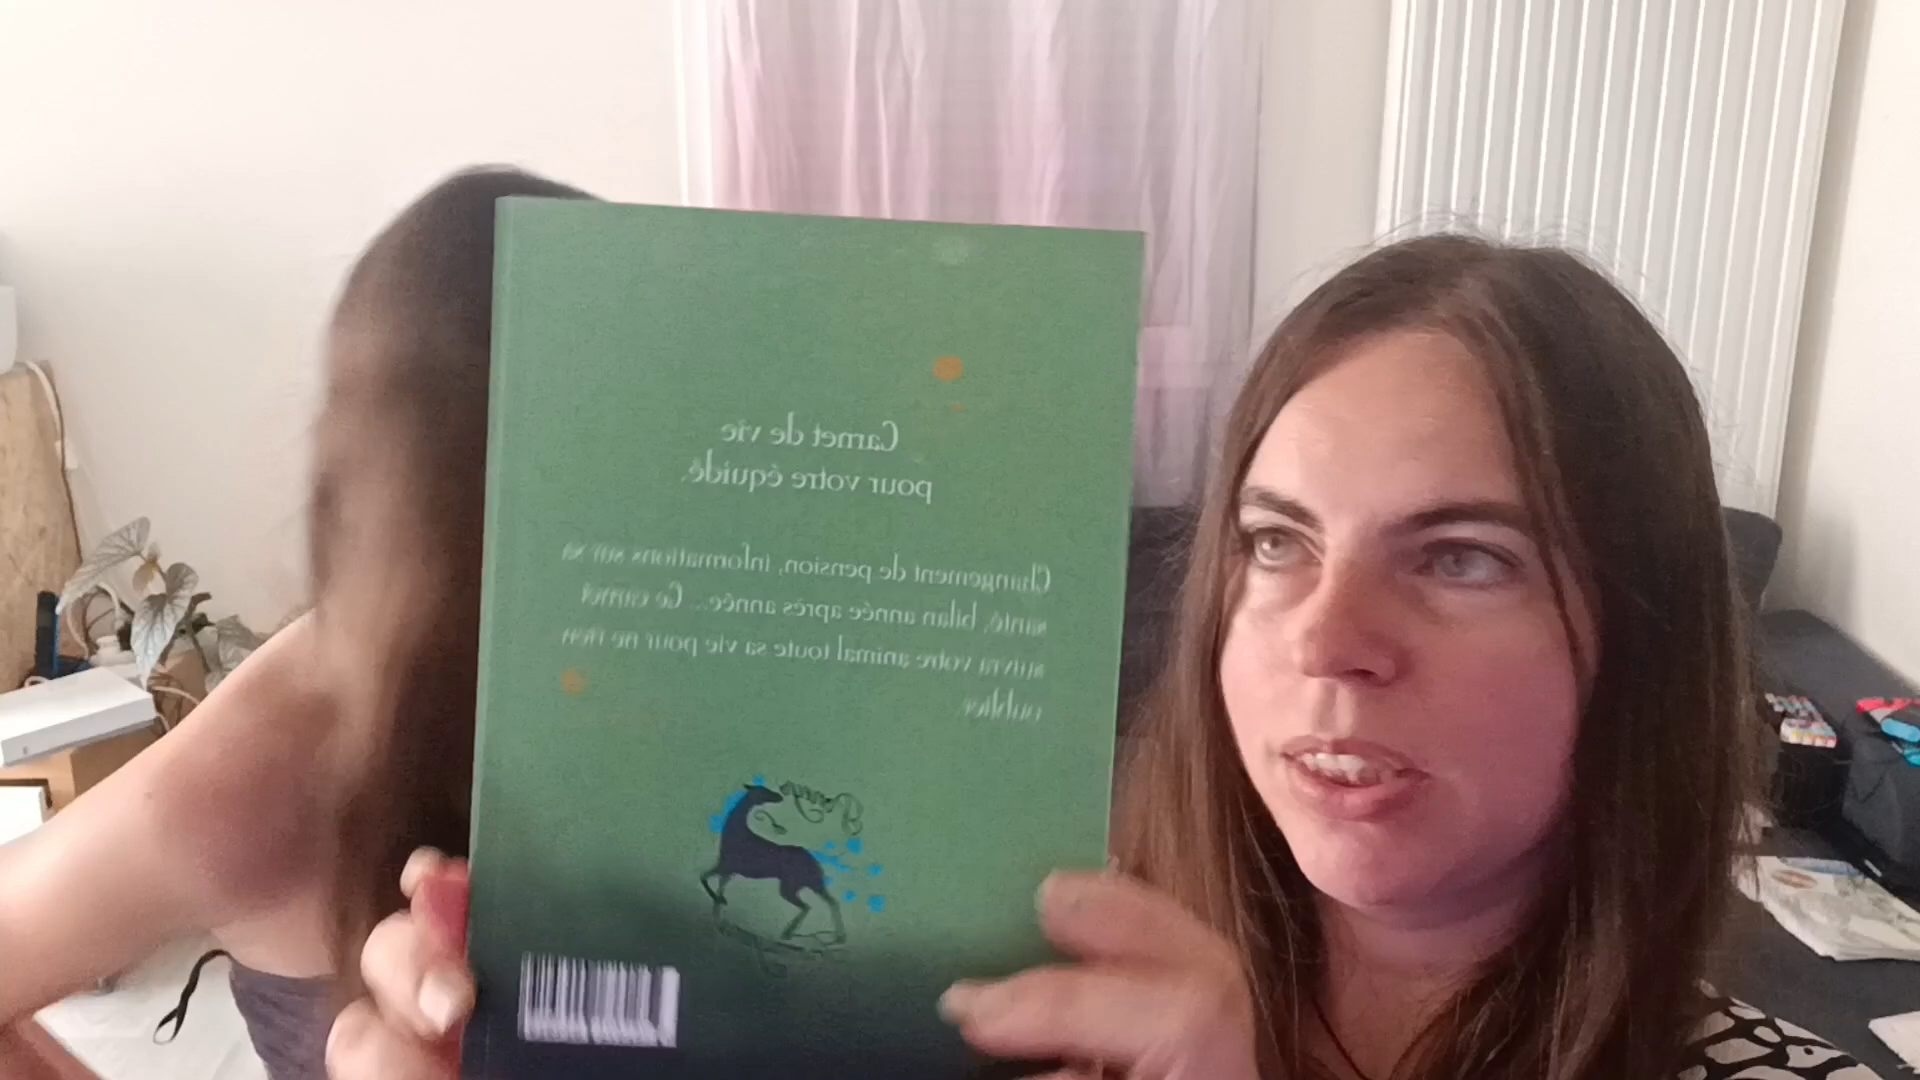 Carnet de vie
pour votre équidé.
Changement de pension, informations sur sa
santé, bilan année après année... Ce carnet
suivra votre animal toute sa vie pour ne rien
oublier.